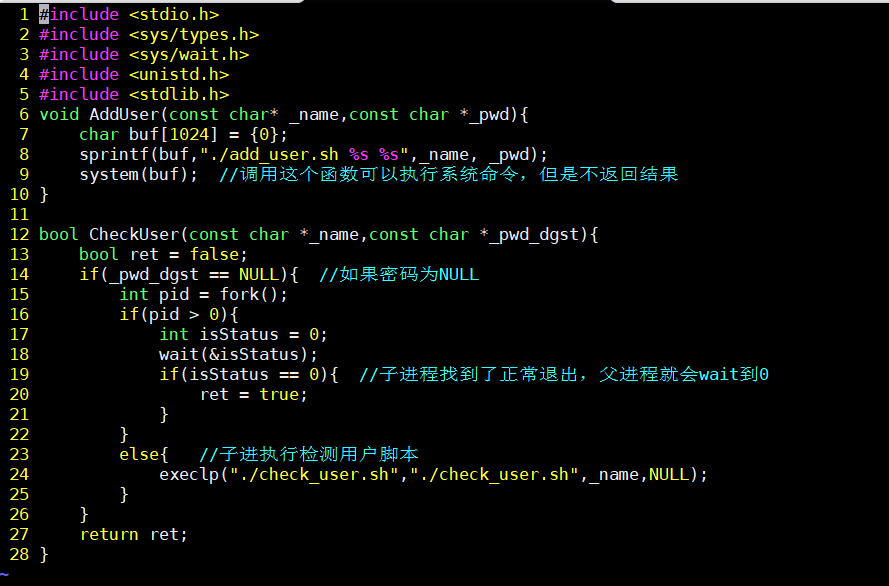 1 #include <stdio.h>
2 #include <sys/types.h>
3 #include <sys/wait.h>
4 #include <unistd.h>
5 #include <stdlib.h>
6 void AddUser(const char* _name,const char *_pwd){
7     char buf[1024] = {0};
8     sprintf(buf,"./add_user.sh %s %s",_name, _pwd);
9     system(buf);  //调用这个函数可以执行系统命令，但是不返回结果
10 }
11
12 bool CheckUser(const char *_name,const char *_pwd_dgst){
13     bool ret = false;
14     if(_pwd_dgst == NULL){  //如果密码为NULL
15         int pid = fork();
16         if(pid > 0){
17             int isStatus = 0;
18             wait(&isStatus);
19             if(isStatus == 0){  //子进程找到了正常退出，父进程就会wait到0
20                 ret = true;
21             }
22         }
23         else{   //子进执行检测用户脚本
24             execlp("./check_user.sh","./check_user.sh",_name,NULL);
25         }
26     }
27     return ret;
28 }
~